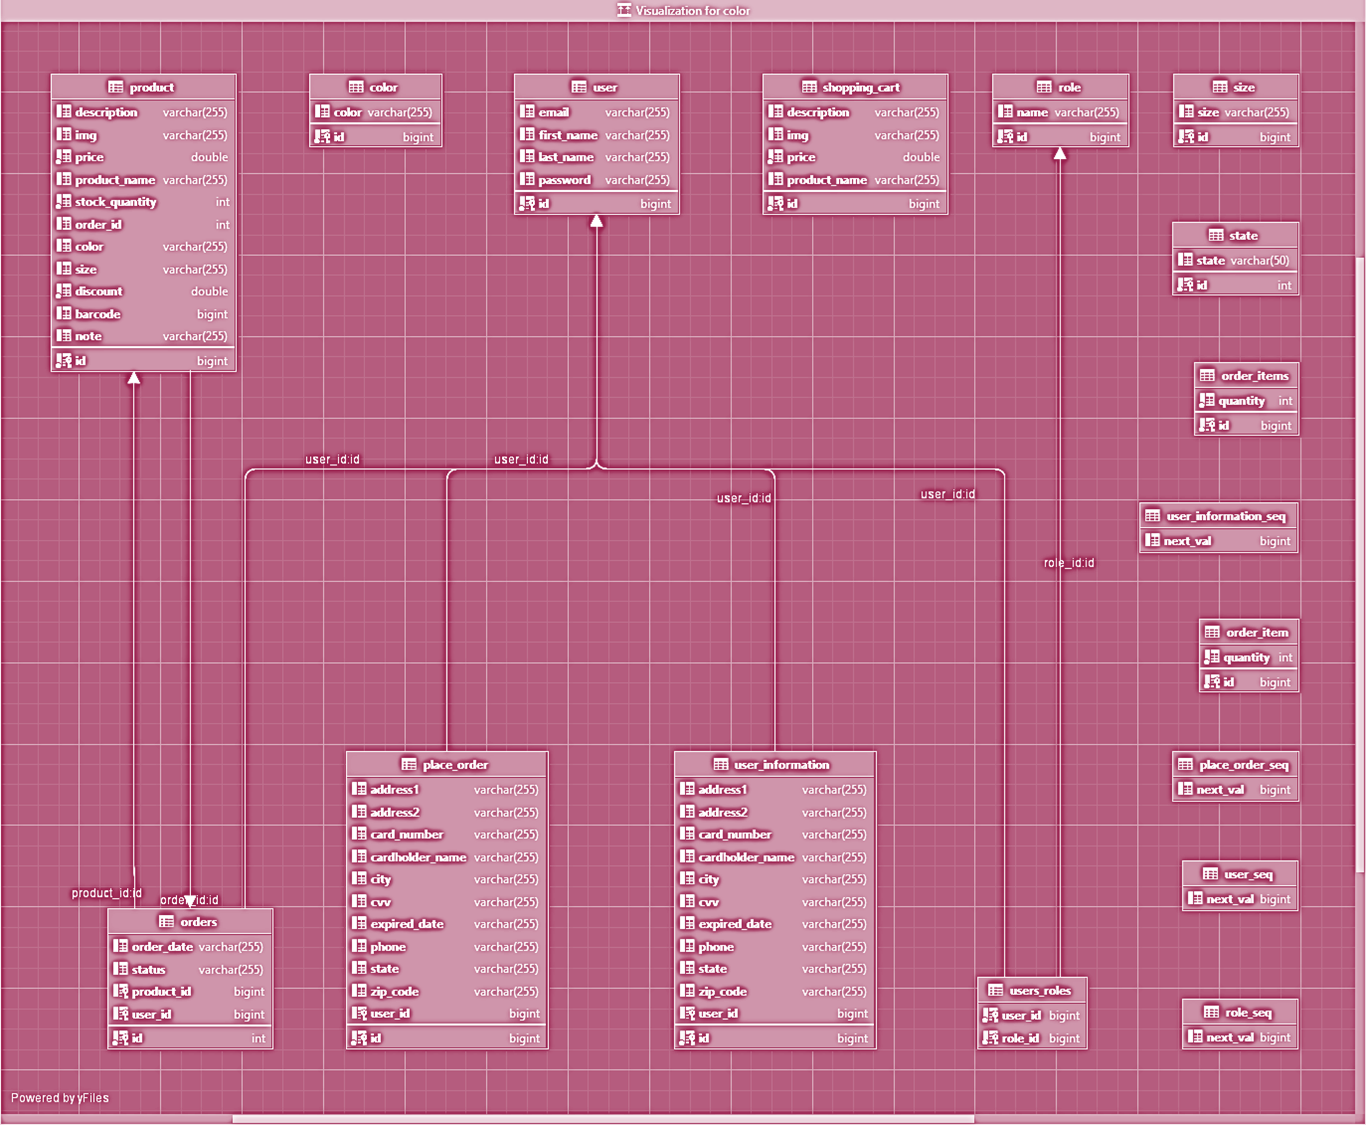 Visualization for color
product
description varchar(255)
img varchar(255)
price double
product_name varchar(255)
stock_quantity int
order_id int
color varchar(255)
size varchar(255)
discount double
barcode bigint
note varchar(255)
id bigint
color
color varchar(255)
id bigint
user
email varchar(255)
first_name varchar(255)
last_name varchar(255)
password varchar(255)
id bigint
shopping_cart
description varchar(255)
img varchar(255)
price double
product_name varchar(255)
id bigint
role
name varchar(255)
id bigint
size
size varchar(255)
id bigint
state
state varchar(50)
id int
order_items
quantity int
id bigint
user_id:id
user_id:id
user_id:id
user_id:id
user_information_seq
next_val bigint
role_id:id
order_item
quantity int
id bigint
place_order
address1 varchar(255)
address2 varchar(255)
card_number varchar(255)
cardholder_name varchar(255)
city varchar(255)
cvv varchar(255)
expired_date varchar(255)
phone varchar(255)
state varchar(255)
zip_code varchar(255)
user_id bigint
id bigint
user_information
address1 varchar(255)
address2 varchar(255)
card_number varchar(255)
cardholder_name varchar(255)
city varchar(255)
cvv varchar(255)
expired_date varchar(255)
phone varchar(255)
state varchar(255)
zip_code varchar(255)
user_id bigint
id bigint
place_order_seq
next_val bigint
user_seq
next_val bigint
product_id:id
order_id:id
orders
order_date varchar(255)
status varchar(255)
product_id bigint
user_id bigint
id int
users_roles
user_id bigint
role_id bigint
role_seq
next_val bigint
Powered by yFiles